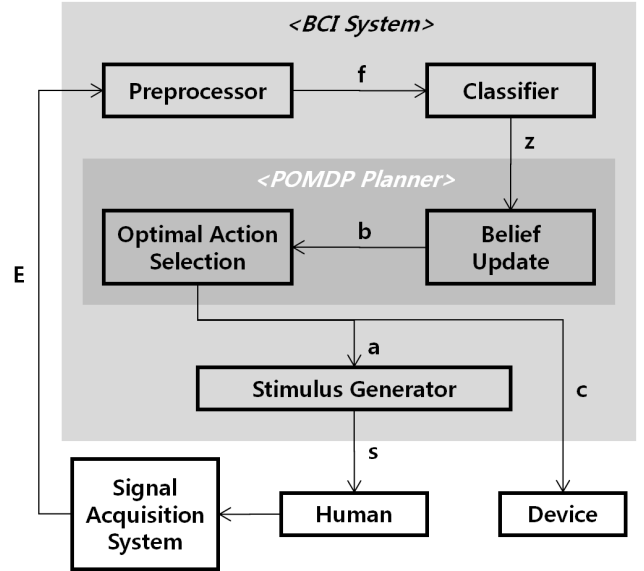 <BCI System>
Preprocessor
f
Classifier
z
<POMDP Planner>
Optimal Action
Selection
b
Belief
Update
E
a
Stimulus Generator
c
s
Signal
Acquisition
System
Human
Device